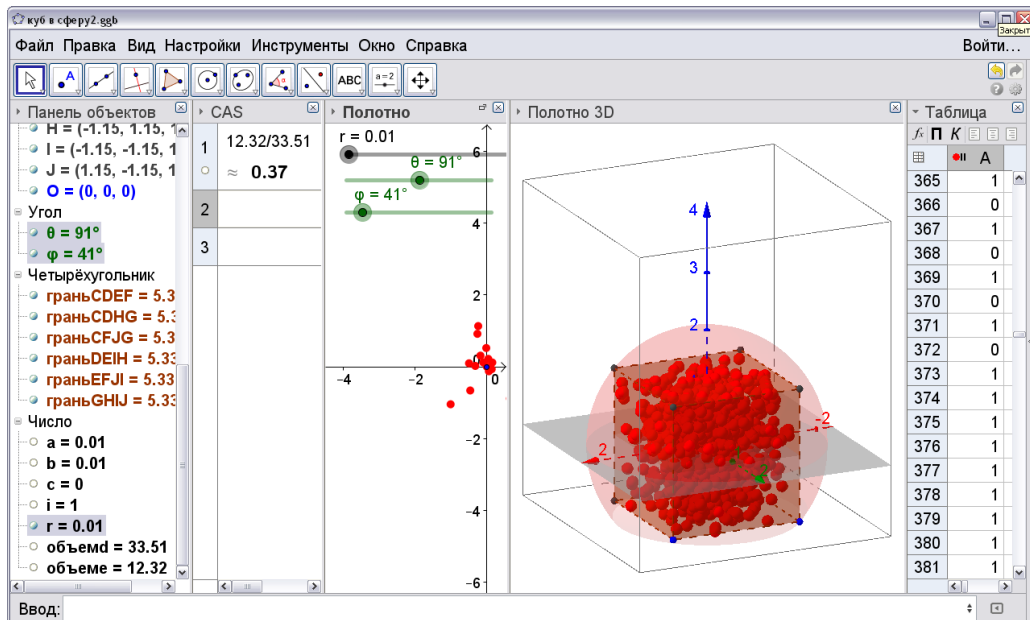 куб в сферу2.ggb
Закрыт
Файл Правка Вид Настройки Инструменты Окно Справка
Войти...
A
α
ABC
a=2
Панель объектов
H = (-1.15, 1.15, 1
I = (-1.15, -1.15, 1
J = (1.15, -1.15, 1
O = (0, 0, 0)
Угол
θ = 91°
φ = 41°
Четырёхугольник
граньCDEF = 5.3
граньCDHG = 5.3
граньCFJG = 5.3
граньDEIH = 5.33
граньEFJI = 5.33
граньGHIJ = 5.33
Число
a = 0.01
b = 0.01
c = 0
i = 1
r = 0.01
объемd = 33.51
объемe = 12.32
CAS
1 12.32/33.51
≈ 0.37
2
3
Полотно
r = 0.01
θ = 91°
φ = 41°
6
4
2
0
-4 -2 0
-2
-4
-6
Полотно 3D
4
3
2
-2
2
Таблица
fx П К
A
365 1
366 0
367 1
368 0
369 1
370 0
371 1
372 0
373 1
374 1
375 1
376 1
377 1
378 1
379 1
380 1
381 1
Ввод: